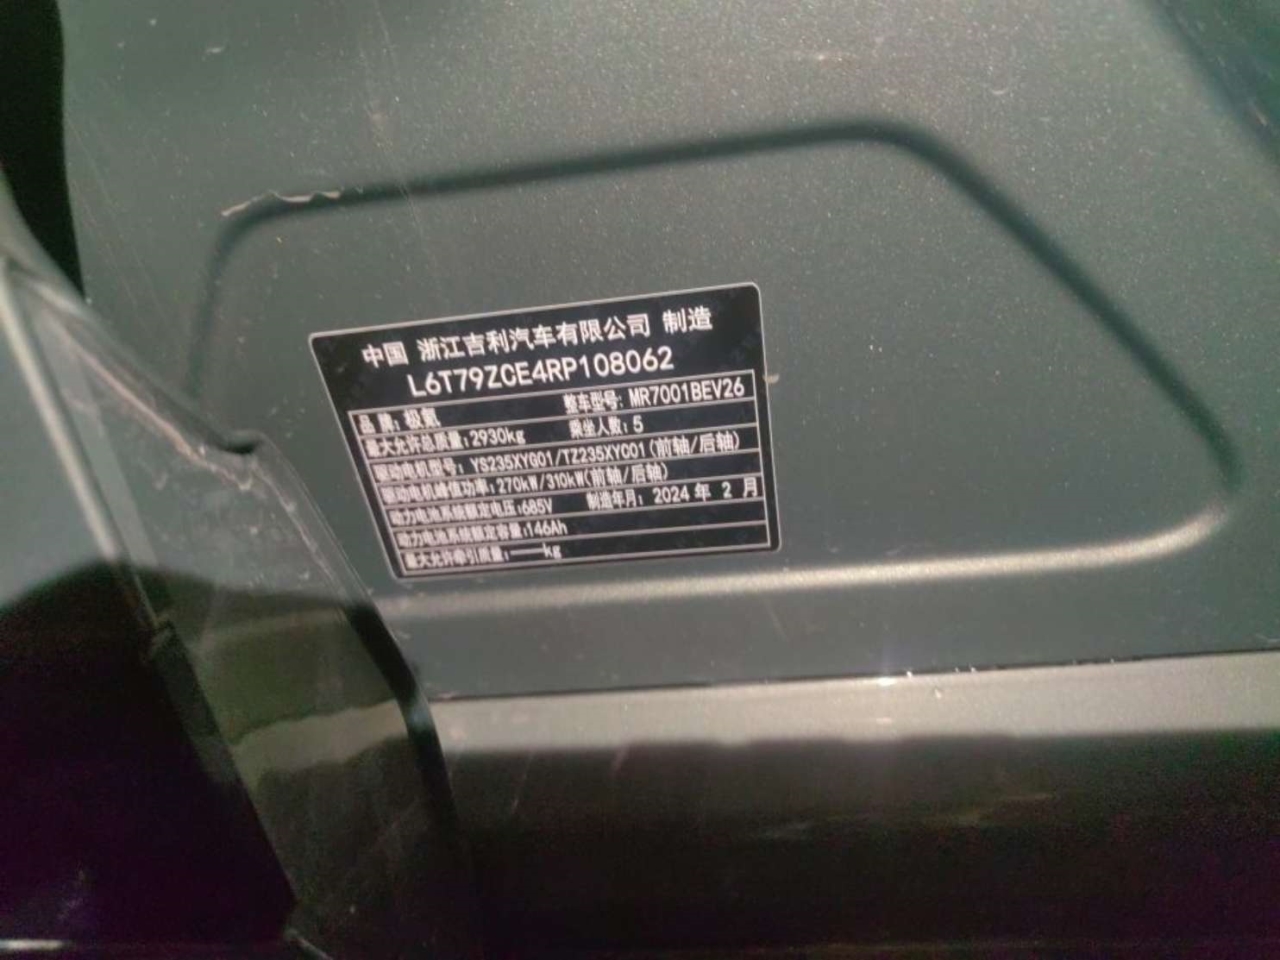 中国 浙江吉利汽车有限公司 制造
L6T79ZCE4RP108062
品牌:极氪 整车型号:MR7001BEV26
最大允许总质量:2930kg 乘坐人数:5
驱动电机型号:YS235XYG01/TZ235XYC01(前轴/后轴)
驱动电机峰值功率:270kW/310kW(前轴/后轴)
动力电池系统额定电压:685V 制造年月:2024年2月
动力电池系统额定容量:146Ah
最大允许牵引质量:——kg